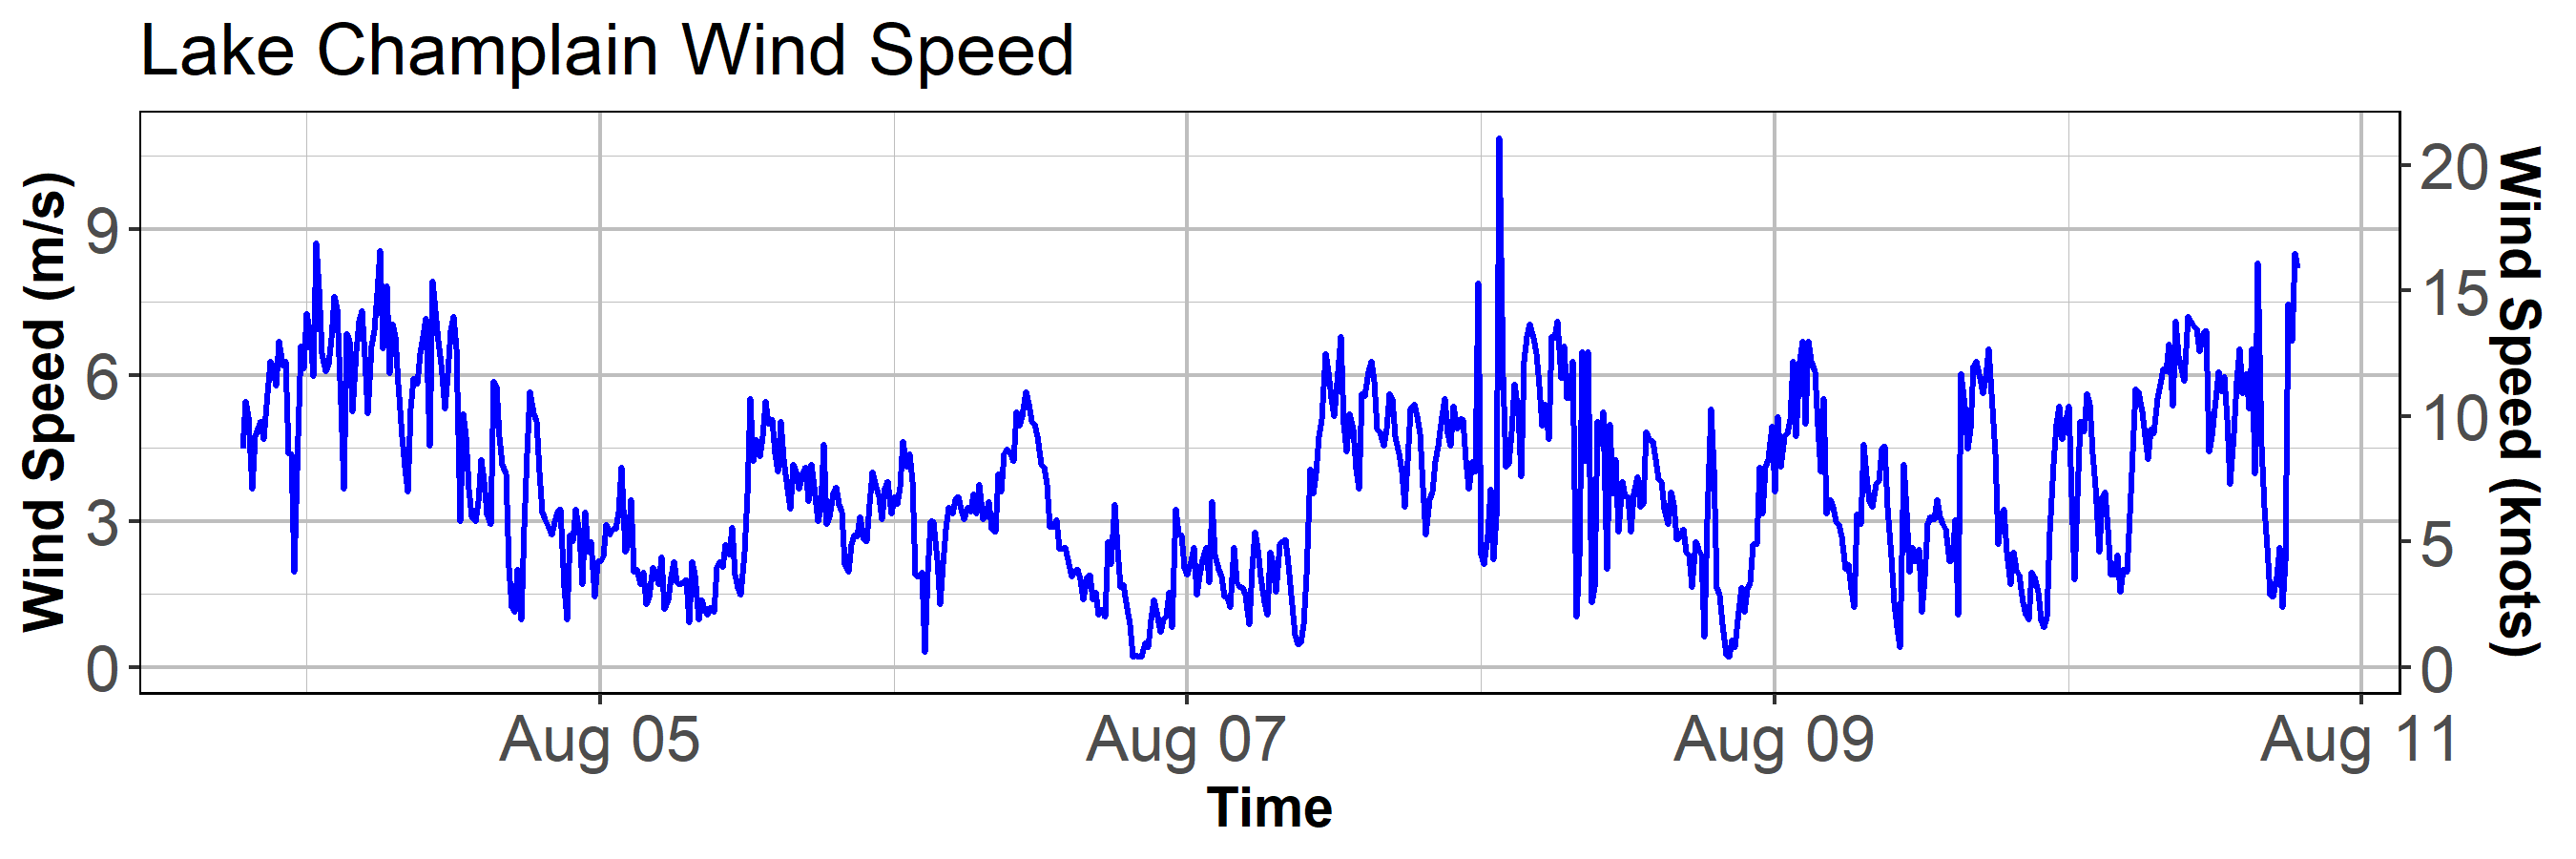 Lake Champlain Wind Speed
Wind Speed (m/s)
9
6
3
0
20
15
10
5
0
Wind Speed (knots)
Aug 05
Aug 07
Aug 09
Aug 11
Time